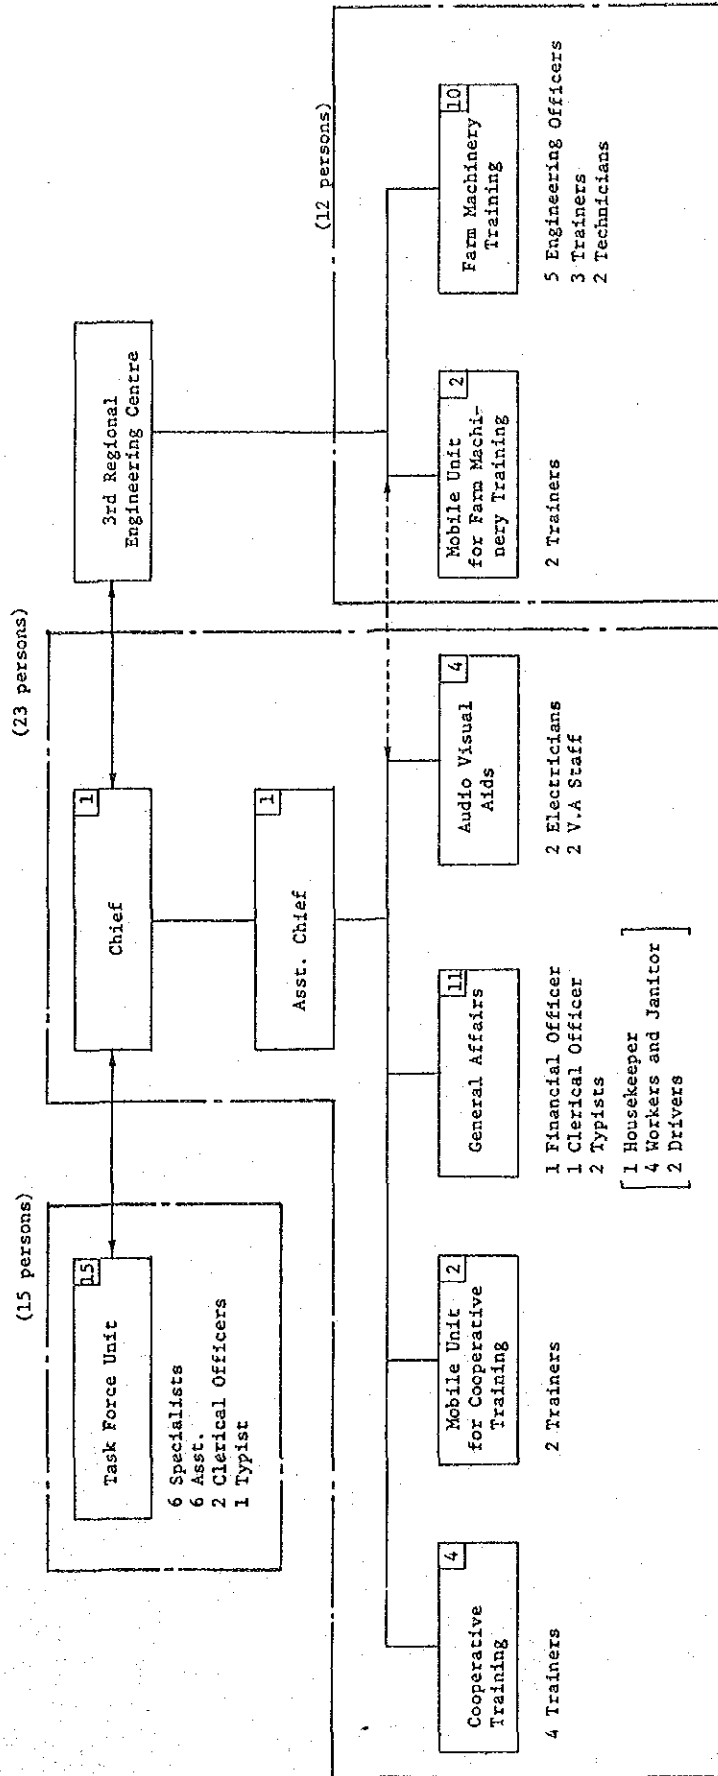 (15 persons)
(23 persons)
(12 persons)
15
Task Force Unit
6 Specialists
6 Asst.
2 Clerical Officers
1 Typist
1
Chief
3rd Regional
Engineering Centre
1
Asst. Chief
4
Cooperative
Training
4 Trainers
2
Mobile Unit
for Cooperative
Training
2 Trainers
11
General Affairs
1 Financial Officer
1 Clerical Officer
2 Typists
1 Housekeeper
4 Workers and Janitor
2 Drivers
4
Audio Visual
Aids
2 Electricians
2 V.A Staff
2
Mobile Unit
for Farm Machi-
nery Training
2 Trainers
10
Farm Machinery
Training
5 Engineering Officers
3 Trainers
2 Technicians